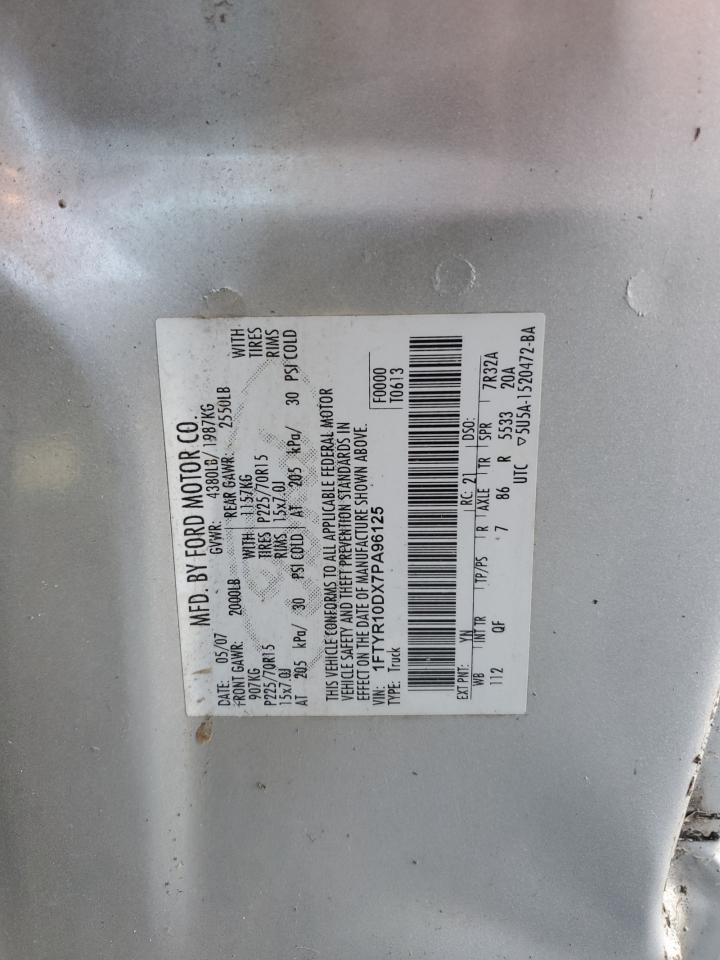 MFD. BY FORD MOTOR CO.
DATE: 05/07 GVWR: 4380LB/ 1987KG
FRONT GAWR: 2000LB REAR GAWR: 2550LB
907KG WITH 1157KG WITH
P225/70R15 TIRES P225/70R15 TIRES
15x7.0J RIMS 15x7.0J RIMS
AT 205 kPa/ 30 PSI COLD AT 205 kPa/ 30 PSI COLD
THIS VEHICLE CONFORMS TO ALL APPLICABLE FEDERAL MOTOR
VEHICLE SAFETY AND THEFT PREVENTION STANDARDS IN
EFFECT ON THE DATE OF MANUFACTURE SHOWN ABOVE.
VIN: 1FTYR10DX7PA96125 F0000
TYPE: Truck T0613
EXT PNT: YN RC: 21 DSO:
WB INT TR TP/PS R AXLE TR SPR 7R32A
112 QF 7 86 R 5533 20A
UTC ▽5U5A-1520472-BA